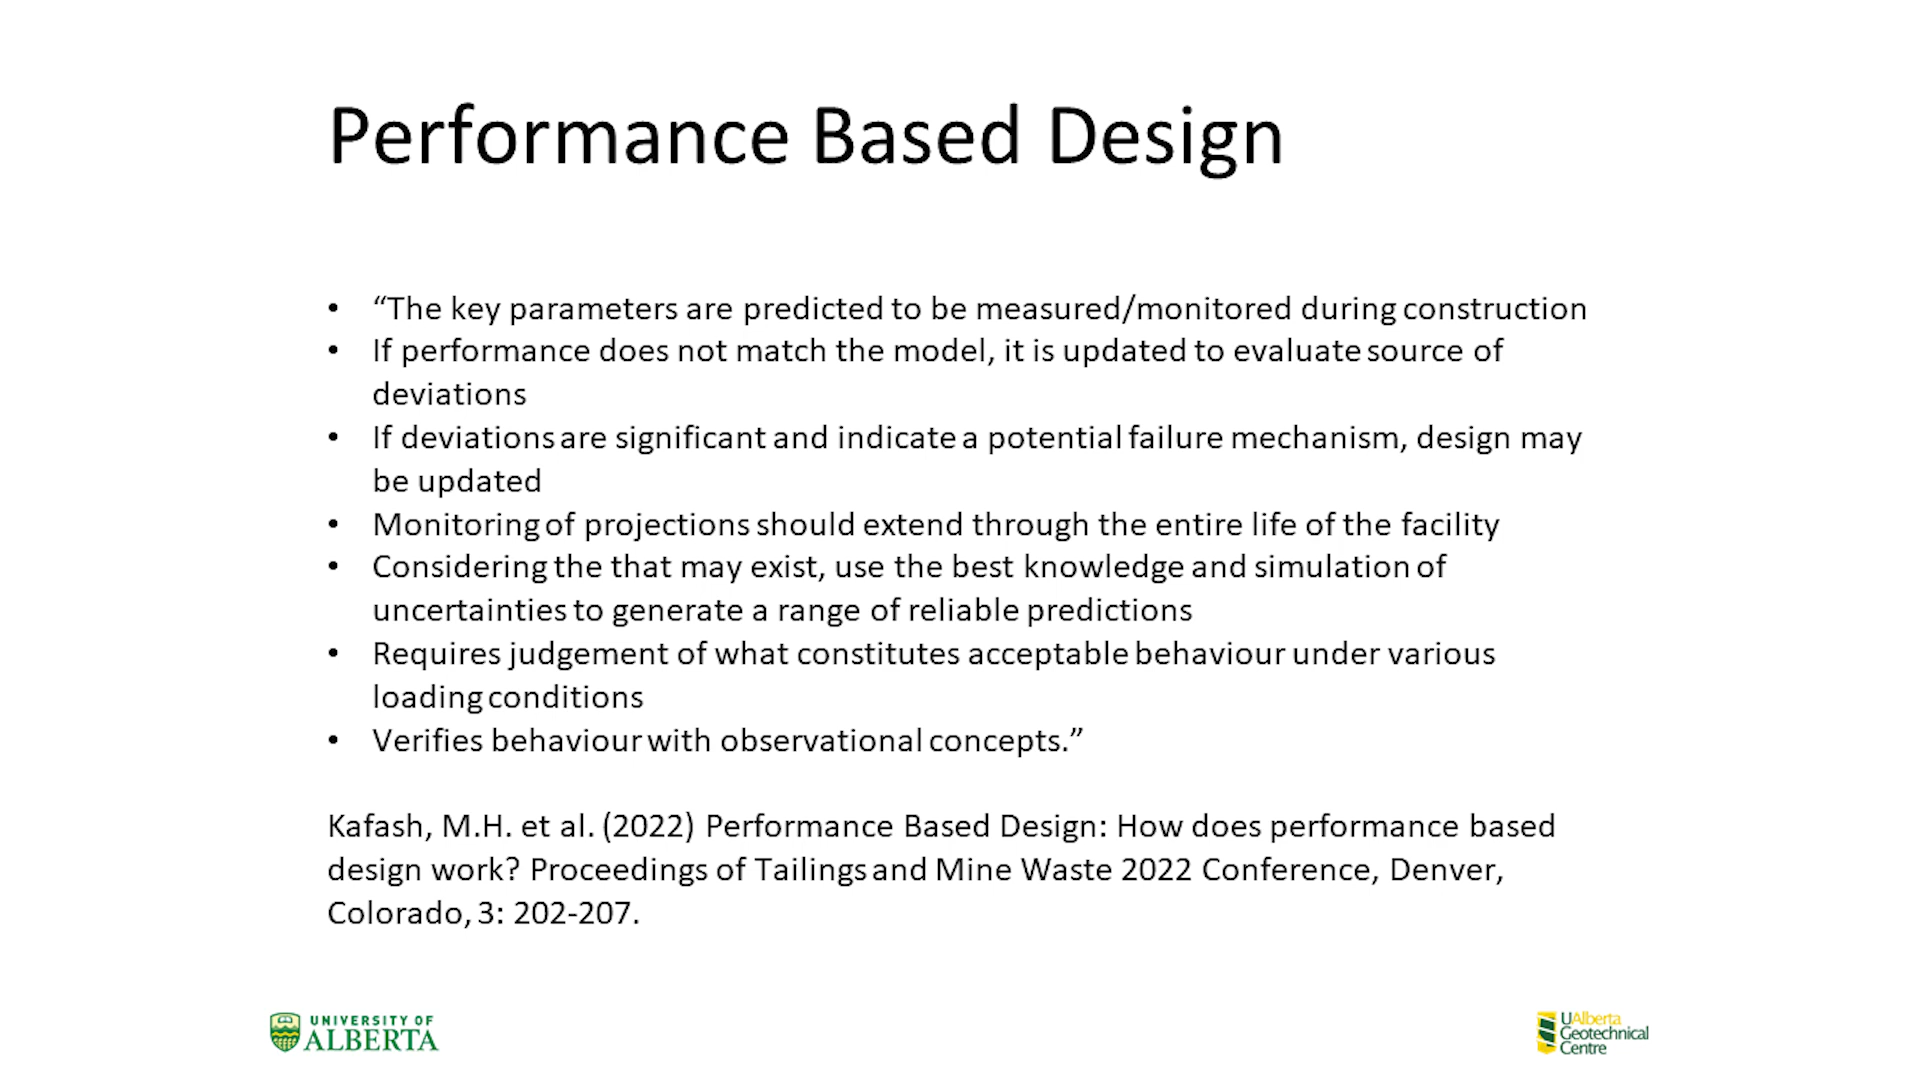 Performance Based Design
• “The key parameters are predicted to be measured/monitored during construction
• If performance does not match the model, it is updated to evaluate source of
deviations
• If deviations are significant and indicate a potential failure mechanism, design may
be updated
• Monitoring of projections should extend through the entire life of the facility
• Considering the that may exist, use the best knowledge and simulation of
uncertainties to generate a range of reliable predictions
• Requires judgement of what constitutes acceptable behaviour under various
loading conditions
• Verifies behaviour with observational concepts.”
Kafash, M.H. et al. (2022) Performance Based Design: How does performance based
design work? Proceedings of Tailings and Mine Waste 2022 Conference, Denver,
Colorado, 3: 202-207.
UNIVERSITY OF
ALBERTA
UAlberta
Geotechnical
Centre